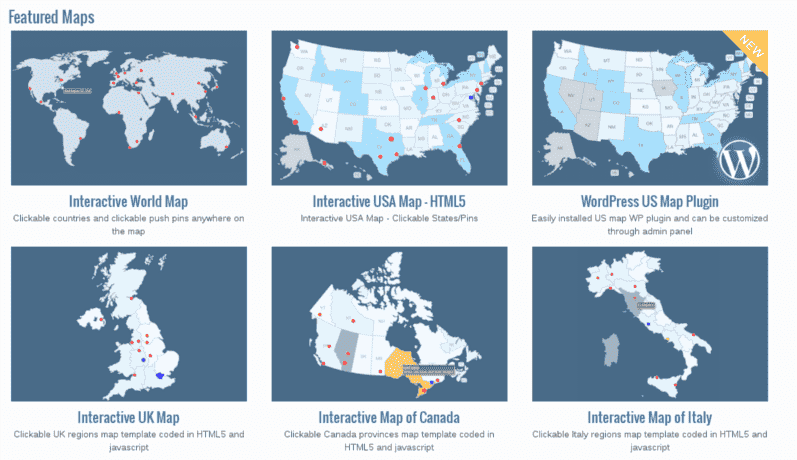 Featured Maps
NEW
Interactive World Map
Clickable countries and clickable push pins anywhere on
the map
Interactive USA Map - HTML5
Interactive USA Map - Clickable States/Pins
WordPress US Map Plugin
Easily installed US map WP plugin and can be customized
through admin panel
Interactive UK Map
Clickable UK regions map template coded in HTML5 and
javascript
Interactive Map of Canada
Clickable Canada provinces map template coded in
HTML5 and javascript
Interactive Map of Italy
Clickable Italy regions map template coded in HTML5 and
javascript